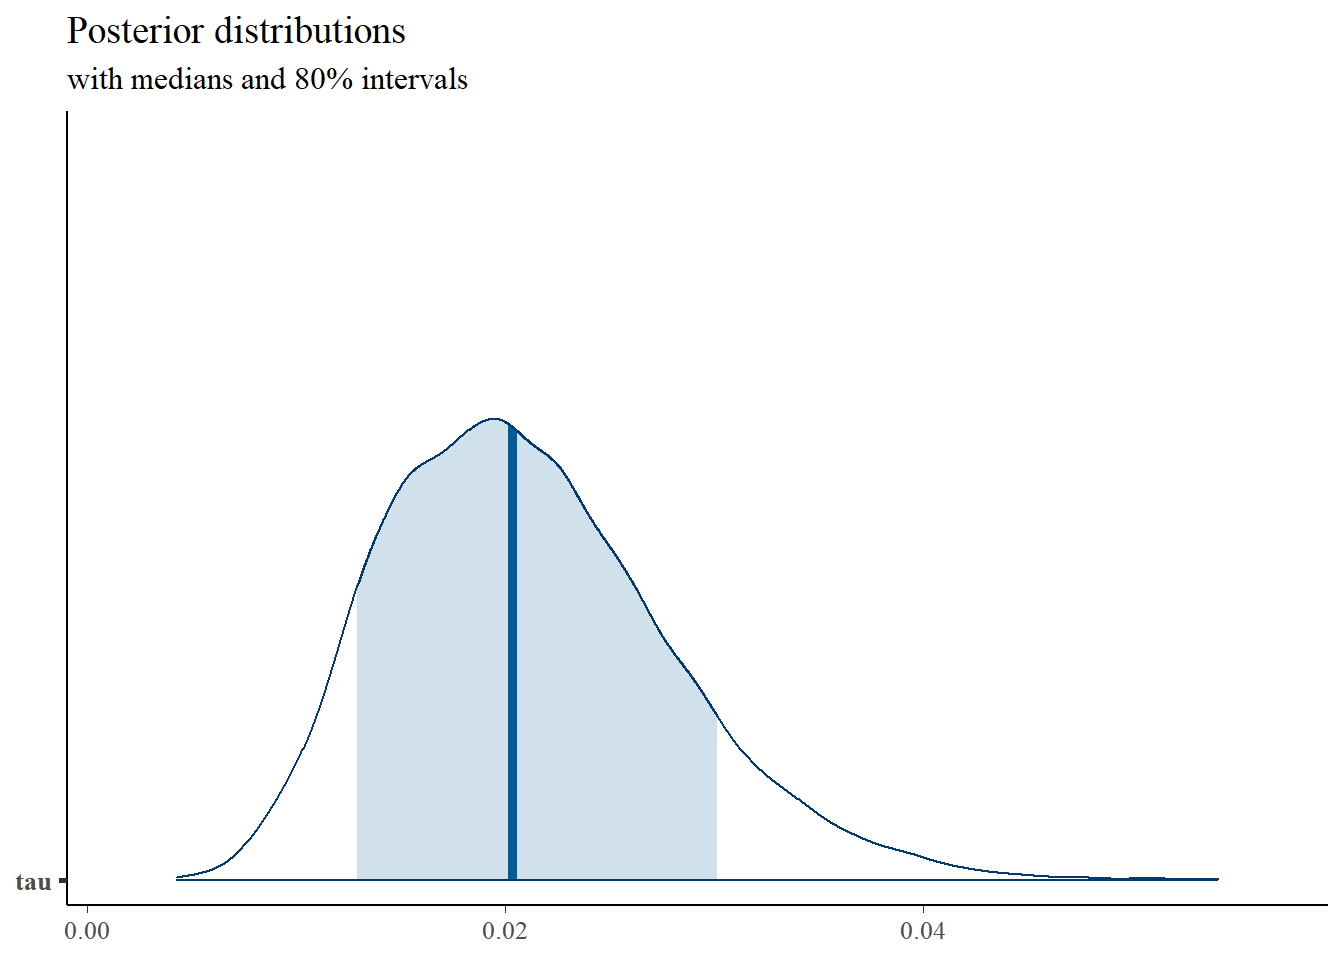 Posterior distributions
with medians and 80% intervals
tau
0.00
0.02
0.04